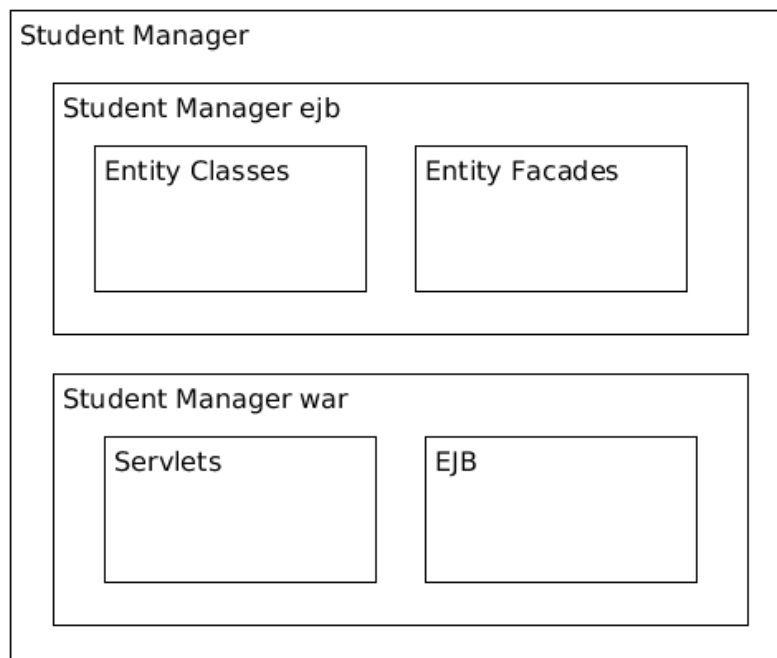 Student Manager
Student Manager ejb
Entity Classes
Entity Facades
Student Manager war
Servlets
EJB